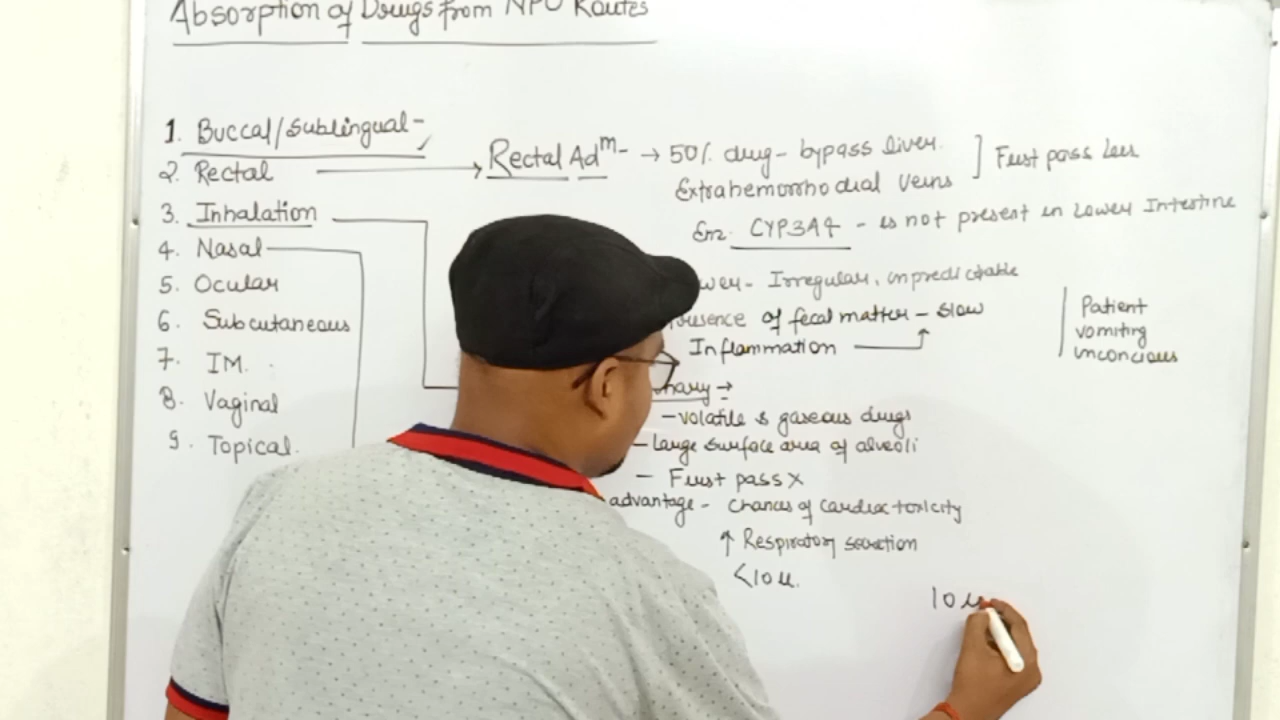 Absorption of Drugs from NPO Routes
1. Buccal/Sublingual-
2. Rectal
3. Inhalation
4. Nasal
5. Ocular
6. Subcutaneous
7. IM.
8. Vaginal
9. Topical.
Rectal Adm- → 50% drug- bypass liver.
Extrahemorrhodial veins
] First pass less
Enz. CYP3A4 - is not present in Lower Intestine
Irregular, unpredictable
of fecal matter - slow
Inflammation
Patient
vomiting
unconcious
-volatile & gaseous drugs
-Large surface area of alveoli
- First pass X
advantage - Chances of cardiac toxicity
↑ Respiratory secretion
<10 u.
10 u